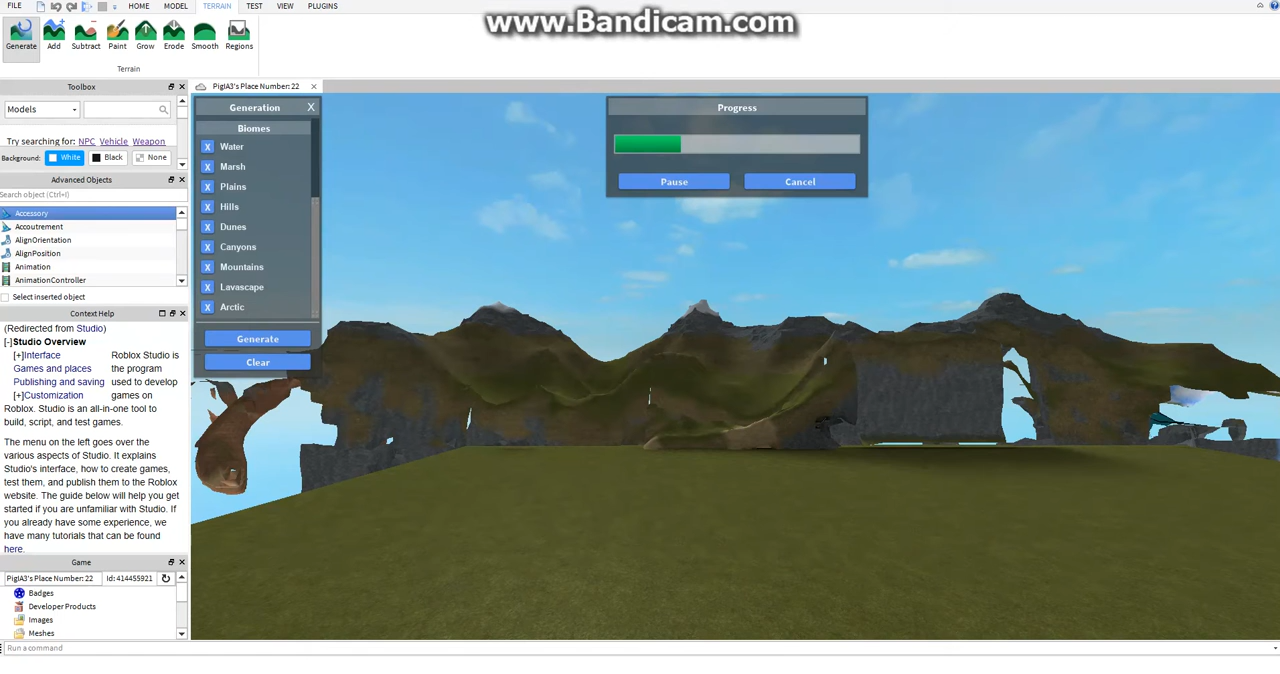 FILE HOME MODEL TERRAIN TEST VIEW PLUGINS
www.Bandicam.com
Generate Add Subtract Paint Grow Erode Smooth Regions
Terrain
Toolbox
PigIA3's Place Number: 22
Models
Try searching for: NPC Vehicle Weapon
Background: White Black None
Advanced Objects
Search object (Ctrl+I)
Accessory
Accoutrement
AlignOrientation
AlignPosition
Animation
AnimationController
Select inserted object
Context Help
(Redirected from Studio)
[-]Studio Overview
[+]Interface
Games and places
Publishing and saving
[+]Customization
Roblox Studio is
the program
used to develop
games on
Roblox. Studio is an all-in-one tool to
build, script, and test games.
The menu on the left goes over the
various aspects of Studio. It explains
Studio's interface, how to create games,
test them, and publish them to the Roblox
website. The guide below will help you get
started if you are unfamiliar with Studio. If
you already have some experience, we
have many tutorials that can be found
here.
Game
PigIA3's Place Number: 22 Id: 414455921
Badges
Developer Products
Images
Meshes
Run a command
Generation X
Biomes
X Water
X Marsh
X Plains
X Hills
X Dunes
X Canyons
X Mountains
X Lavascape
X Arctic
Generate
Clear
Progress
Pause Cancel